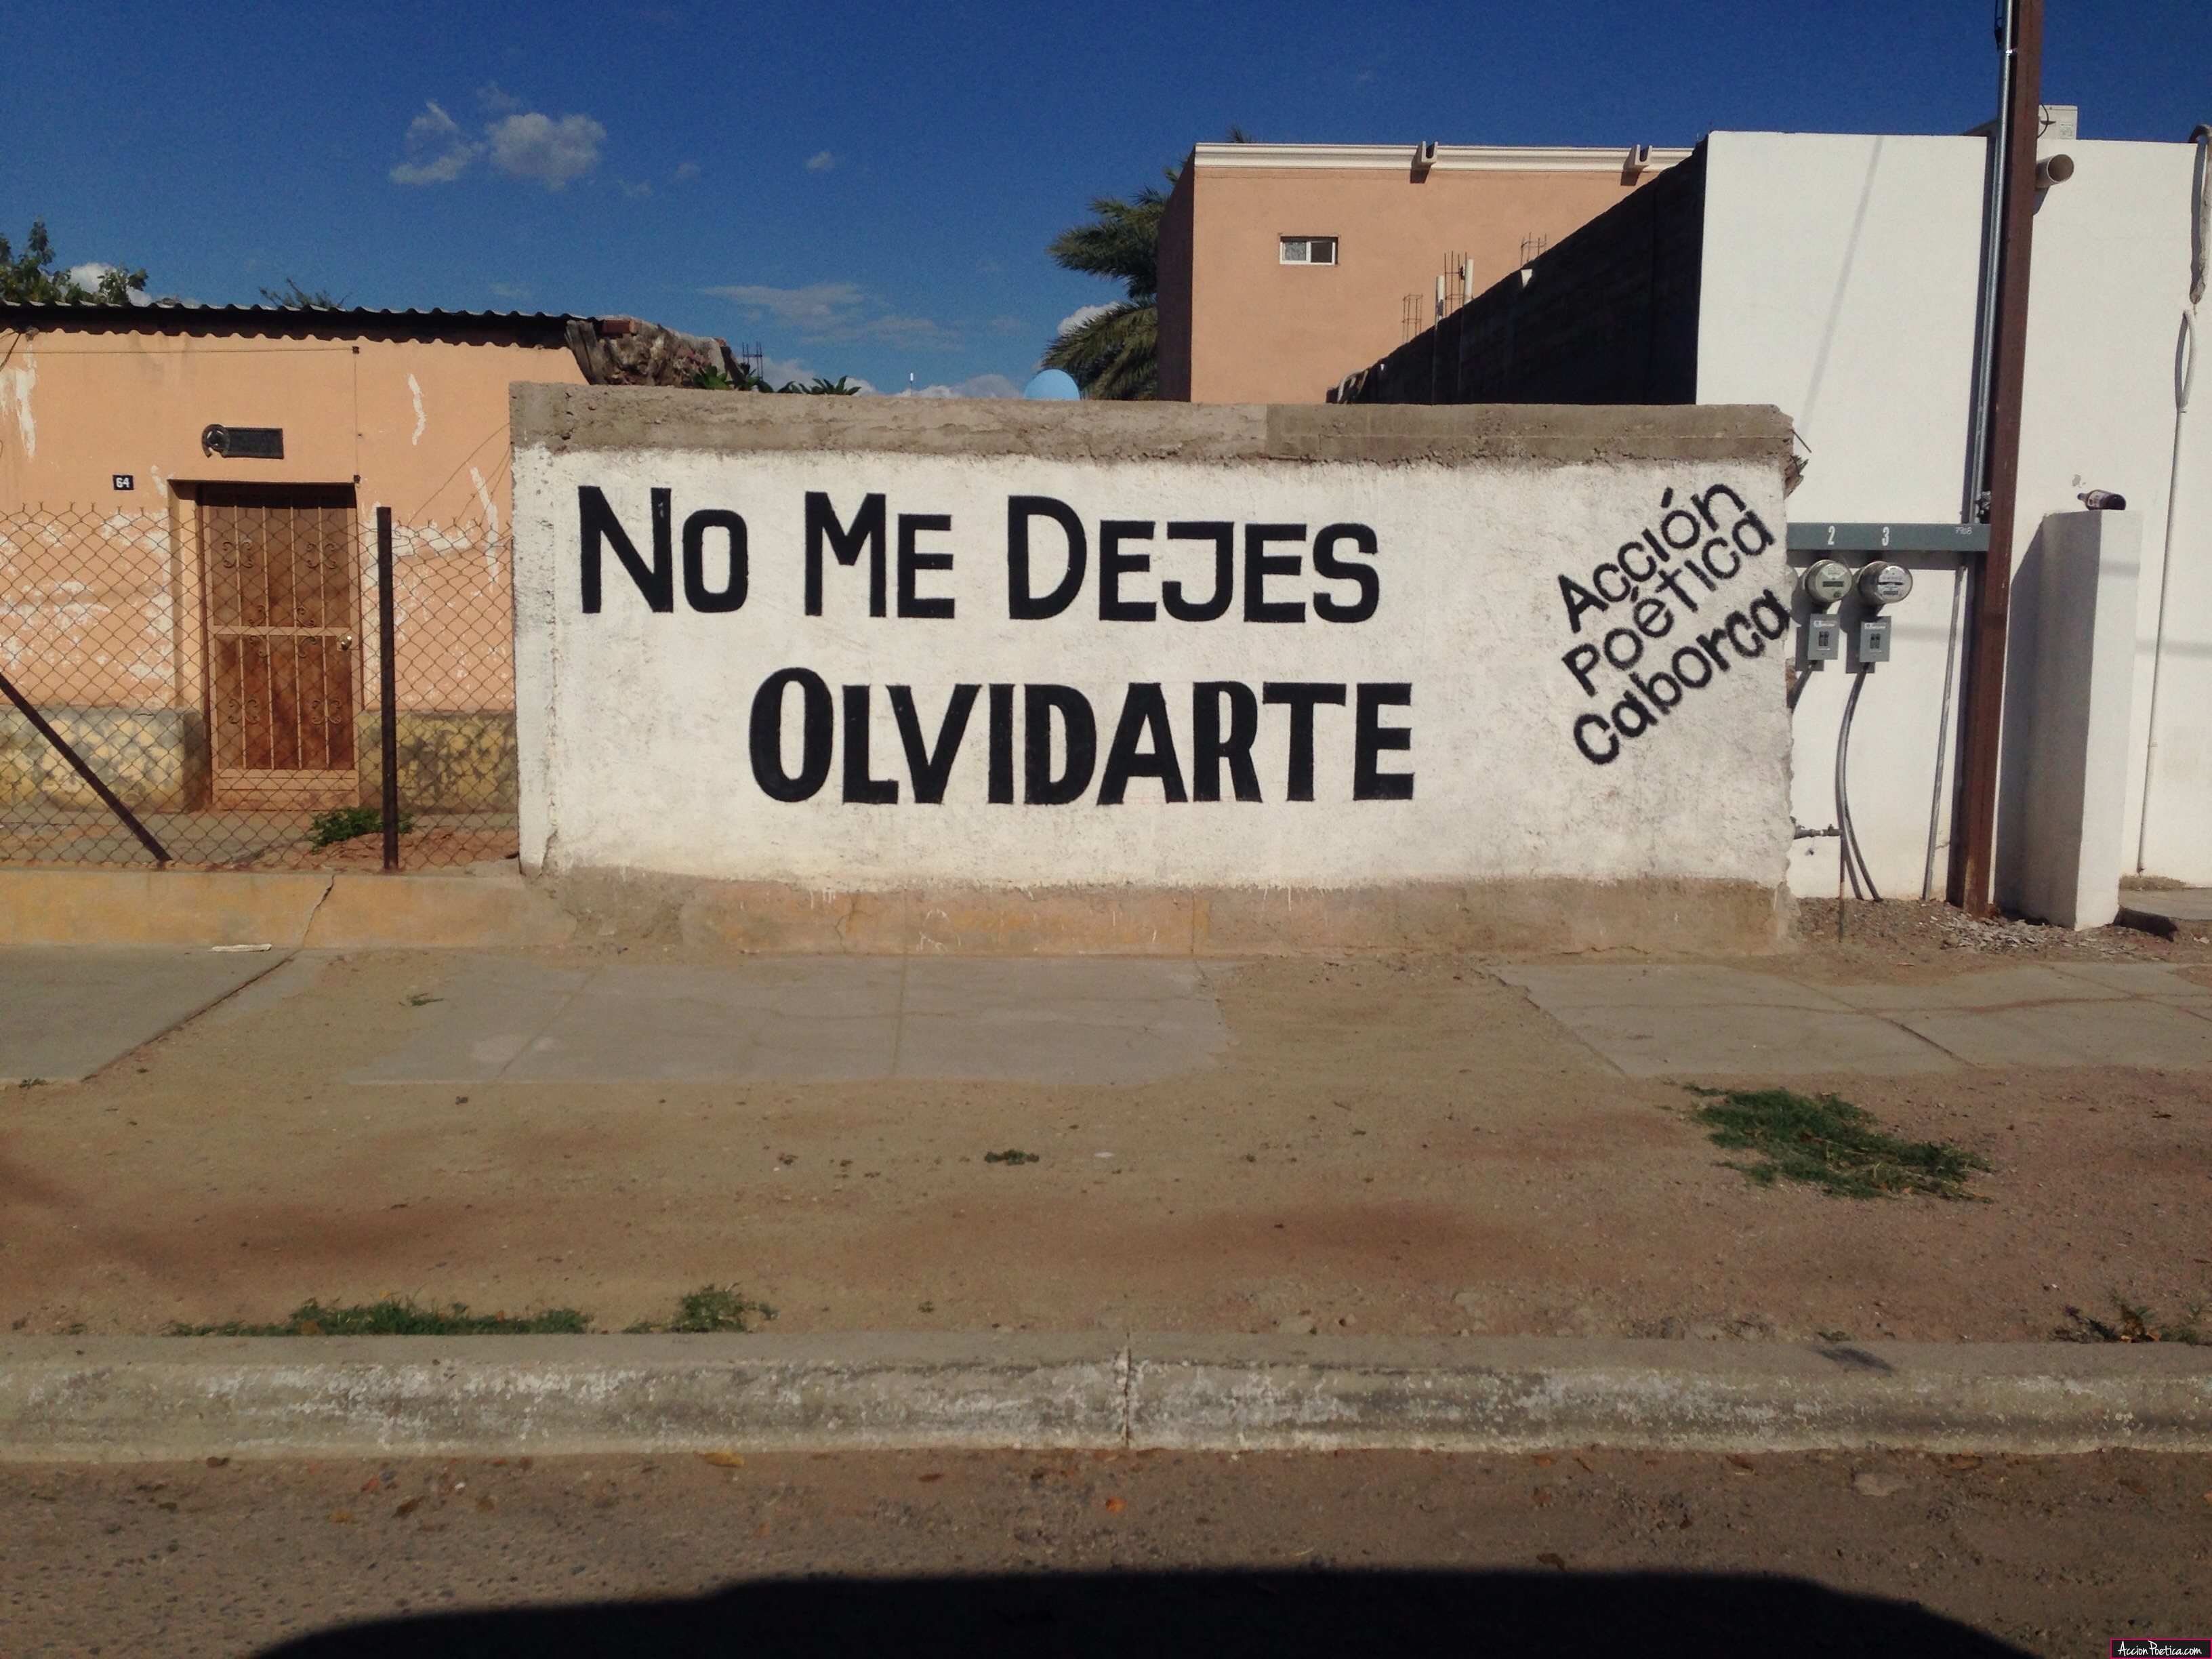 No Me Dejes
Olvidarte
Acción
Poética
Caborca
64
2 3
AccionPoetica.com